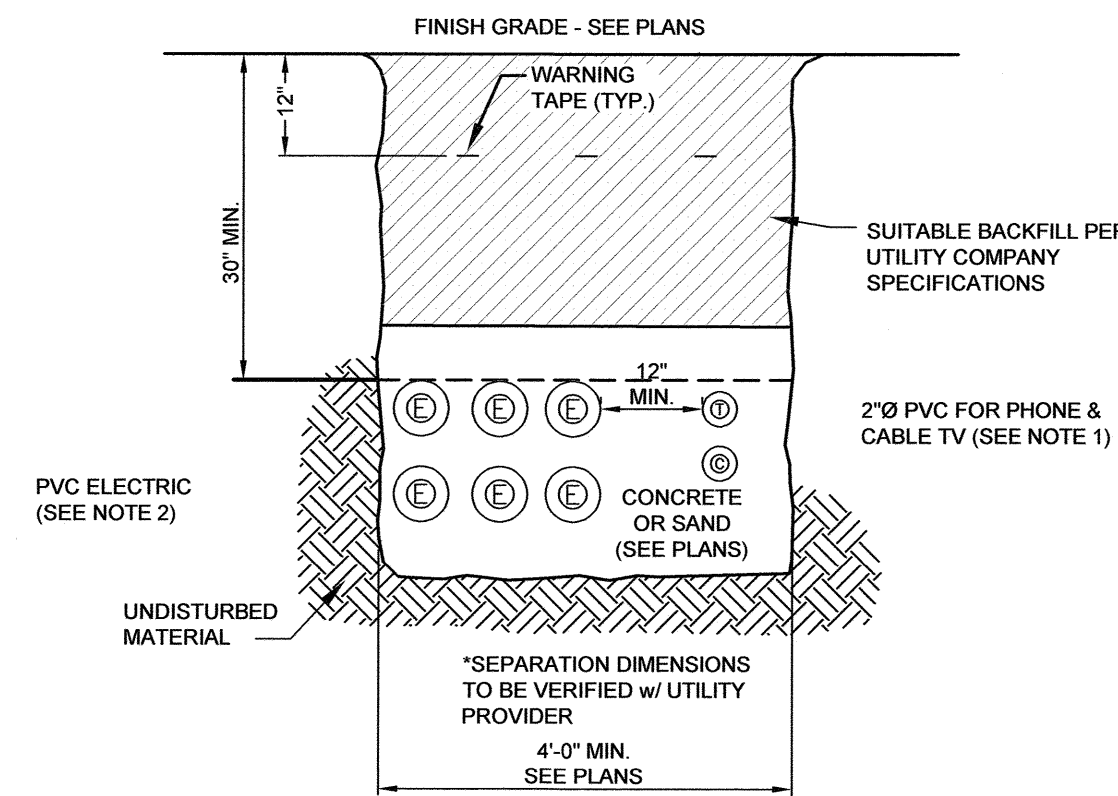 FINISH GRADE - SEE PLANS
12"
WARNING
TAPE (TYP.)
30" MIN.
SUITABLE BACKFILL PER
UTILITY COMPANY
SPECIFICATIONS
12"
MIN.
E E E T
2"Ø PVC FOR PHONE &
CABLE TV (SEE NOTE 1)
C
PVC ELECTRIC
(SEE NOTE 2)
E E E
CONCRETE
OR SAND
(SEE PLANS)
UNDISTURBED
MATERIAL
*SEPARATION DIMENSIONS
TO BE VERIFIED w/ UTILITY
PROVIDER
4'-0" MIN.
SEE PLANS